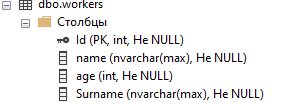 dbo.workers
Столбцы
Id (PK, int, Не NULL)
name (nvarchar(max), Не NULL)
age (int, Не NULL)
Surname (nvarchar(max), Не NULL)